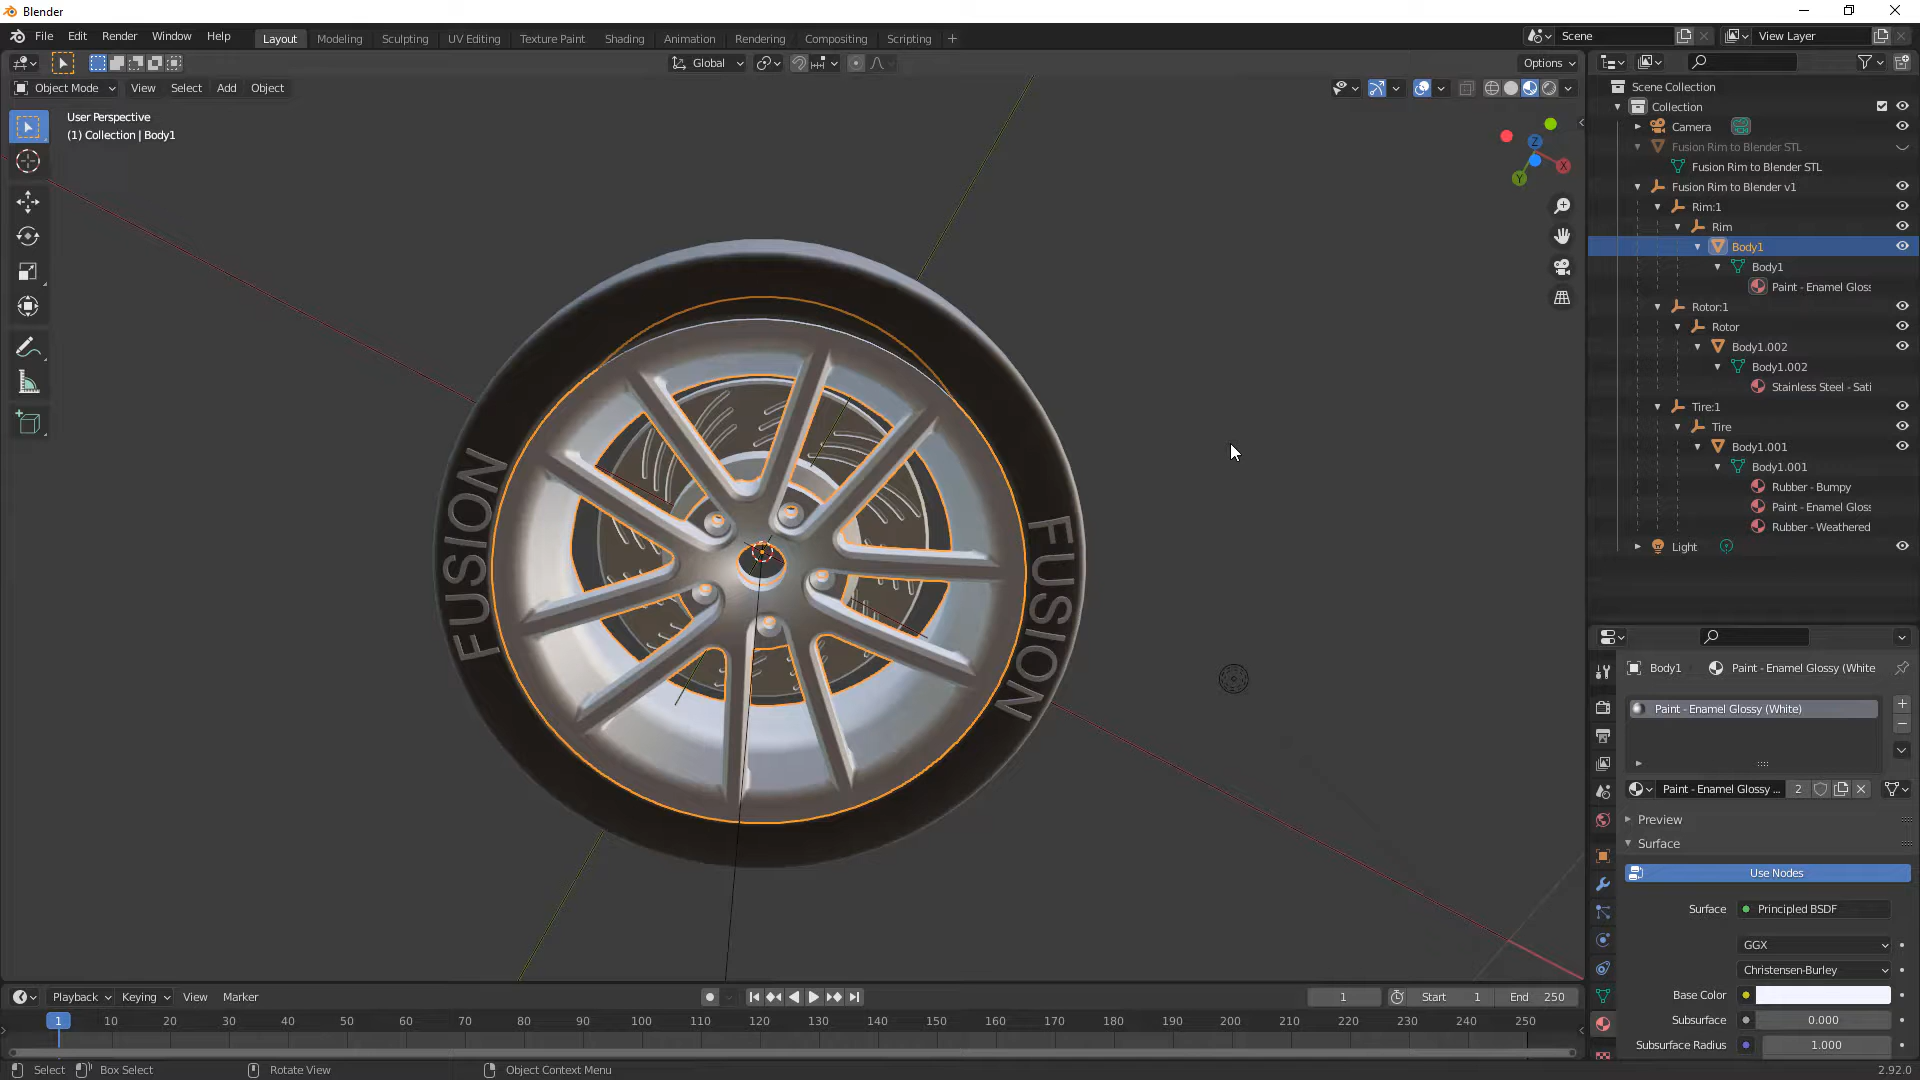 Blender
File Edit Render Window Help
Layout Modeling Sculpting UV Editing Texture Paint Shading Animation Rendering Compositing Scripting
Scene View Layer
Global Options
Object Mode View Select Add Object
User Perspective
(1) Collection | Body1
Z
X
Y
FUSION
FUSION
Scene Collection
Collection
Camera
Fusion Rim to Blender STL
Fusion Rim to Blender STL
Fusion Rim to Blender v1
Rim:1
Rim
Body1
Body1
Paint - Enamel Gloss
Rotor:1
Rotor
Body1.002
Body1.002
Stainless Steel - Sati
Tire:1
Tire
Body1.001
Body1.001
Rubber - Bumpy
Paint - Enamel Gloss
Rubber - Weathered
Light
Body1 Paint - Enamel Glossy (White
Paint - Enamel Glossy (White)
Paint - Enamel Glossy ... 2
Preview
Surface
Use Nodes
Surface Principled BSDF
GGX
Christensen-Burley
Base Color
Subsurface 0.000
Subsurface Radius 1.000
Playback Keying View Marker
1 Start 1 End 250
1 10 20 30 40 50 60 70 80 90 100 110 120 130 140 150 160 170 180 190 200 210 220 230 240 250
Select Box Select Rotate View Object Context Menu
2.92.0